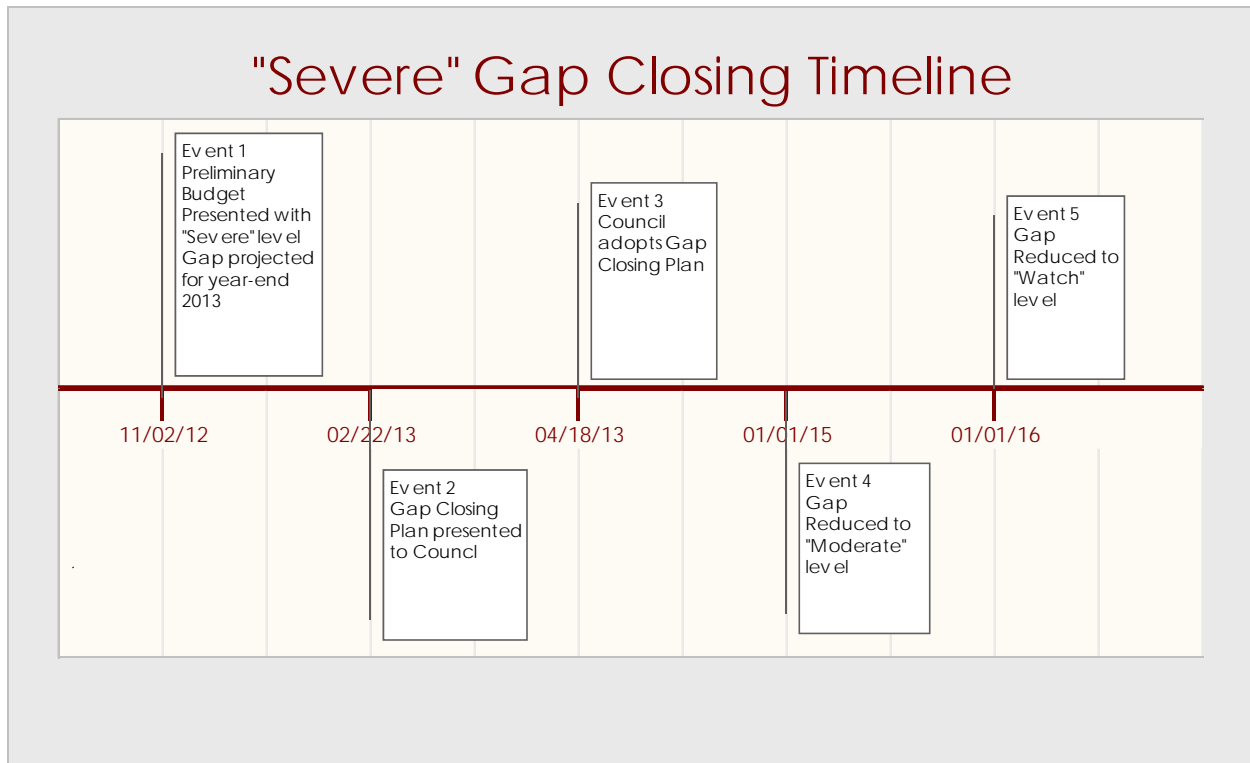 "Severe" Gap Closing Timeline
Event 1
Preliminary
Budget
Presented with
"Severe" level
Gap projected
for year-end
2013
Event 3
Council
adopts Gap
Closing Plan
Event 5
Gap
Reduced to
"Watch"
level
11/02/12
02/22/13
04/18/13
01/01/15
01/01/16
Event 2
Gap Closing
Plan presented
to Councl
Event 4
Gap
Reduced to
"Moderate"
level